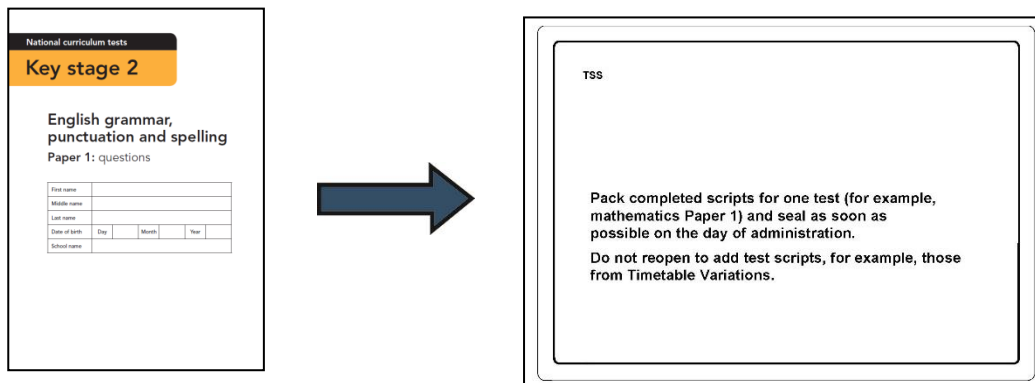 National curriculum tests
Key stage 2
English grammar,
punctuation and spelling
Paper 1: questions
First name
Middle name
Last name
Date of birth Day Month Year
School name
TSS
Pack completed scripts for one test (for example,
mathematics Paper 1) and seal as soon as
possible on the day of administration.
Do not reopen to add test scripts, for example, those
from Timetable Variations.